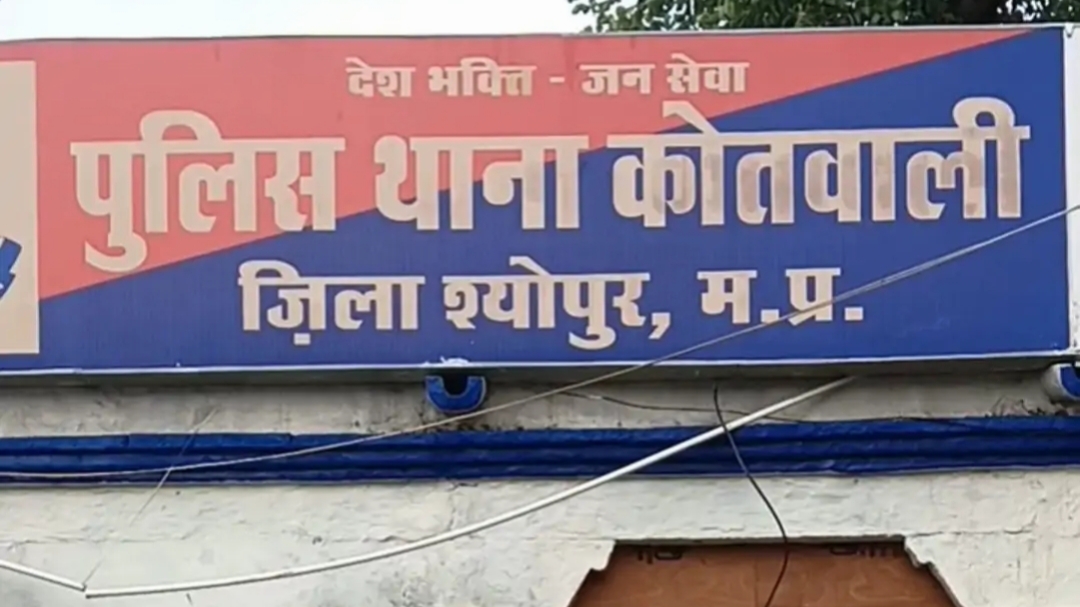 देश भक्ति - जन सेवा
पुलिस थाना कोतवाली
ज़िला श्योपुर, म.प्र.